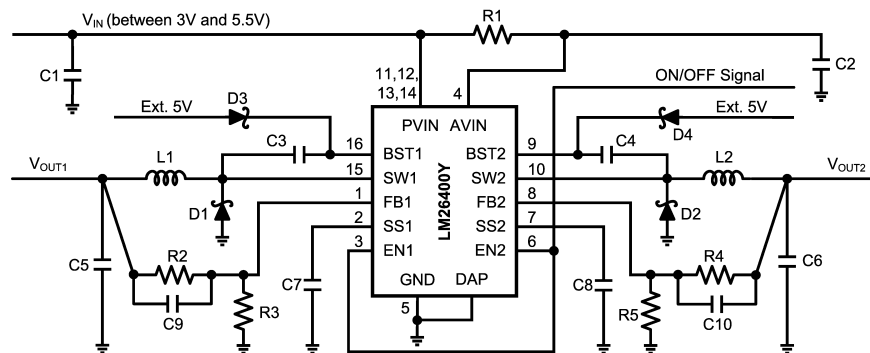 V_IN (between 3V and 5.5V)
R1
C1
C2
11,12,
13,14
4
ON/OFF Signal
D3
Ext. 5V
Ext. 5V
D4
PVIN AVIN
C3
16
BST1
BST2
9
C4
V_OUT1
L1
15
SW1
SW2
10
L2
V_OUT2
LM26400Y
D1
1
FB1
FB2
8
D2
2
SS1
SS2
7
3
EN1
EN2
6
C5
R2
C7
GND
DAP
C8
R4
C6
5
C9
R3
R5
C10